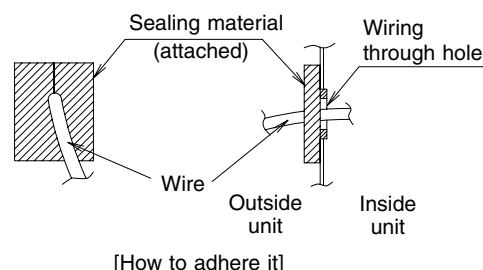 Sealing material
(attached)
Wiring
through hole
Wire
Outside
unit
Inside
unit
[How to adhere it]